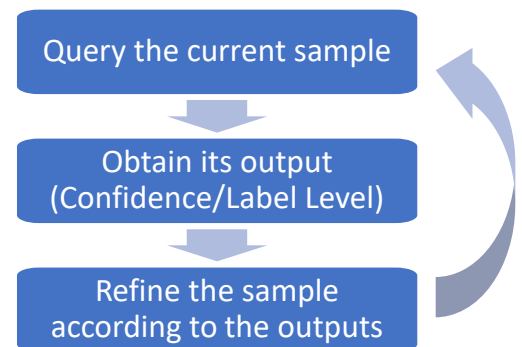 Query the current sample
Obtain its output
(Confidence/Label Level)
Refine the sample
according to the outputs